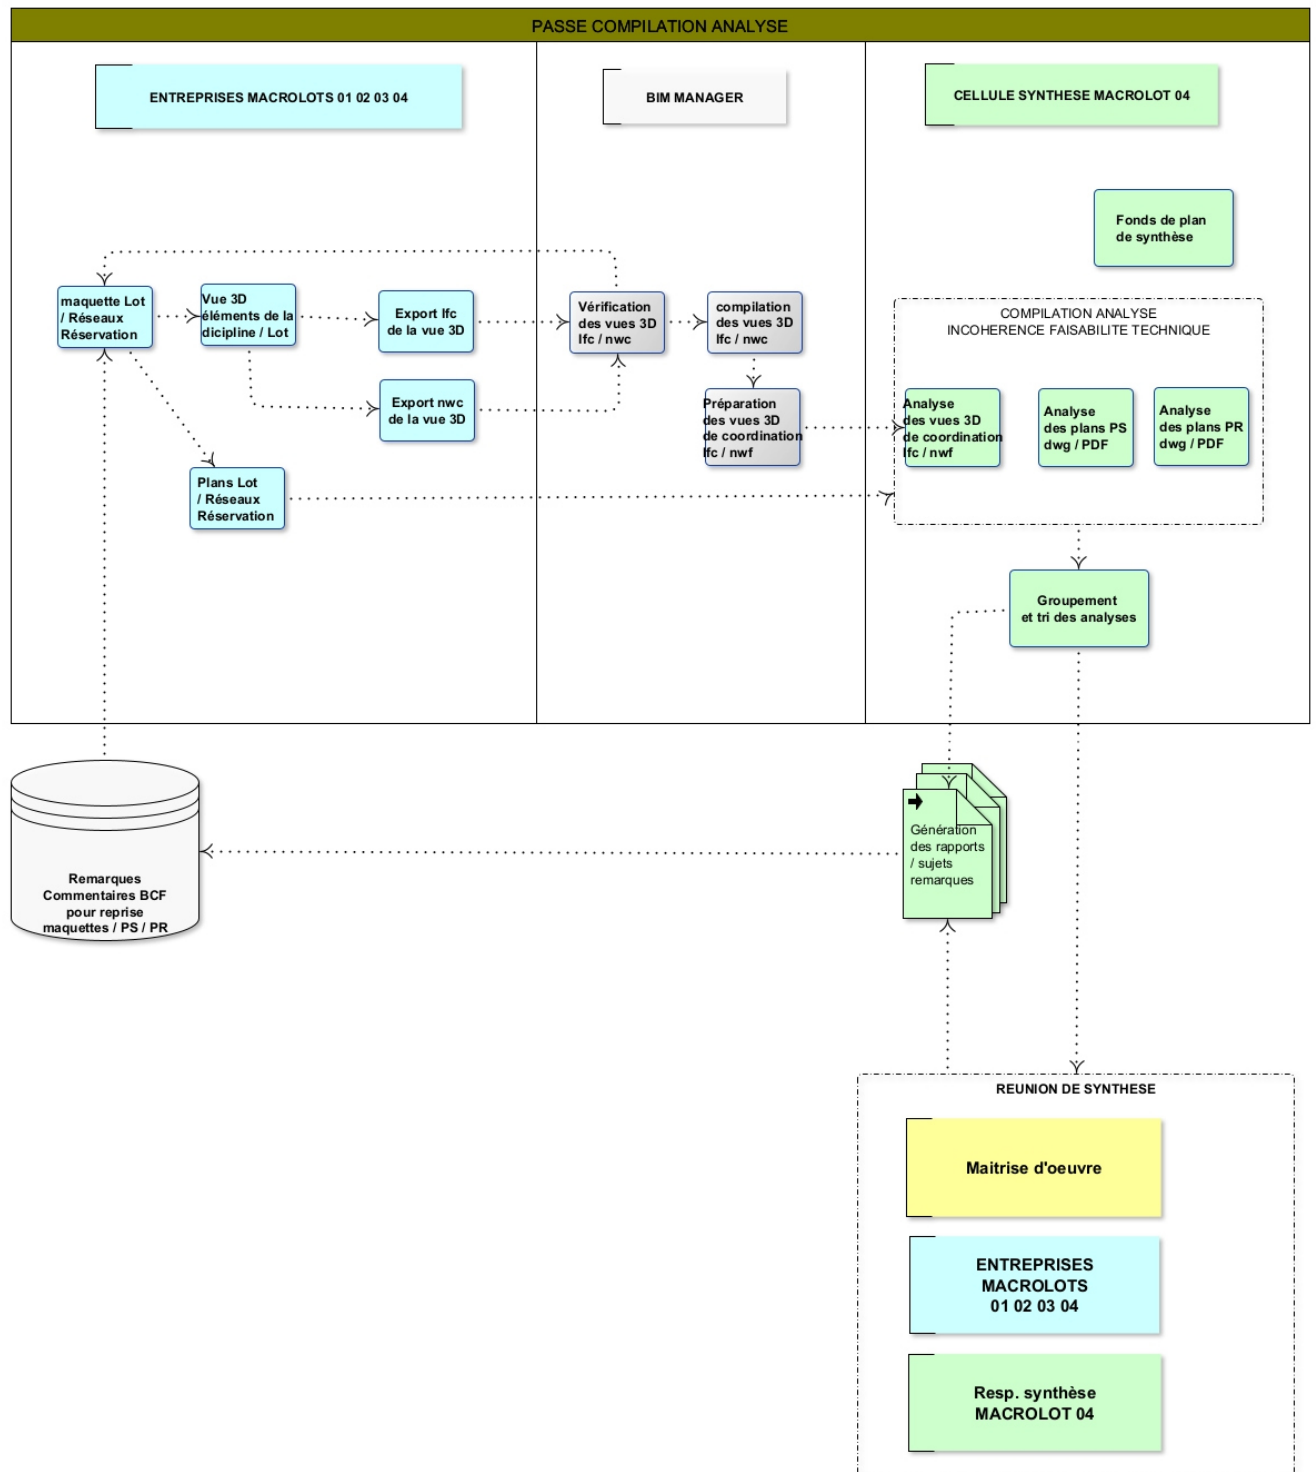 PASSE COMPILATION ANALYSE
ENTREPRISES MACROLOTS 01 02 03 04
BIM MANAGER
CELLULE SYNTHESE MACROLOT 04
Fonds de plan
de synthèse
maquette Lot
/ Réseaux
Réservation
Vue 3D
éléments de la
dicipline / Lot
Export Ifc
de la vue 3D
Export nwc
de la vue 3D
Plans Lot
/ Réseaux
Réservation
Vérification
des vues 3D
Ifc / nwc
compilation
des vues 3D
Ifc / nwc
Préparation
des vues 3D
de coordination
Ifc / nwf
COMPILATION ANALYSE
INCOHERENCE FAISABILITE TECHNIQUE
Analyse
des vues 3D
de coordination
Ifc / nwf
Analyse
des plans PS
dwg / PDF
Analyse
des plans PR
dwg / PDF
Groupement
et tri des analyses
Génération
des rapports
/ sujets
remarques
Remarques
Commentaires BCF
pour reprise
maquettes / PS / PR
REUNION DE SYNTHESE
Maitrise d'oeuvre
ENTREPRISES
MACROLOTS
01 02 03 04
Resp. synthèse
MACROLOT 04